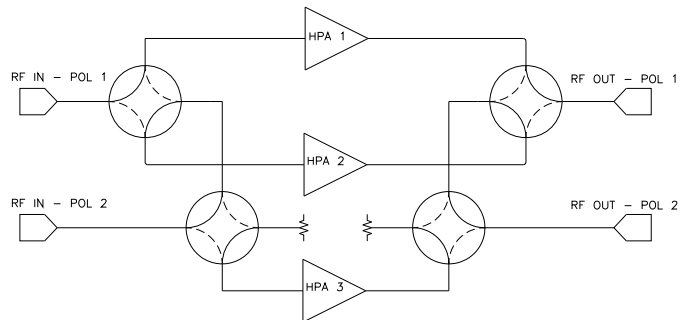 HPA 1
RF IN - POL 1
RF OUT - POL 1
HPA 2
RF IN - POL 2
RF OUT - POL 2
HPA 3